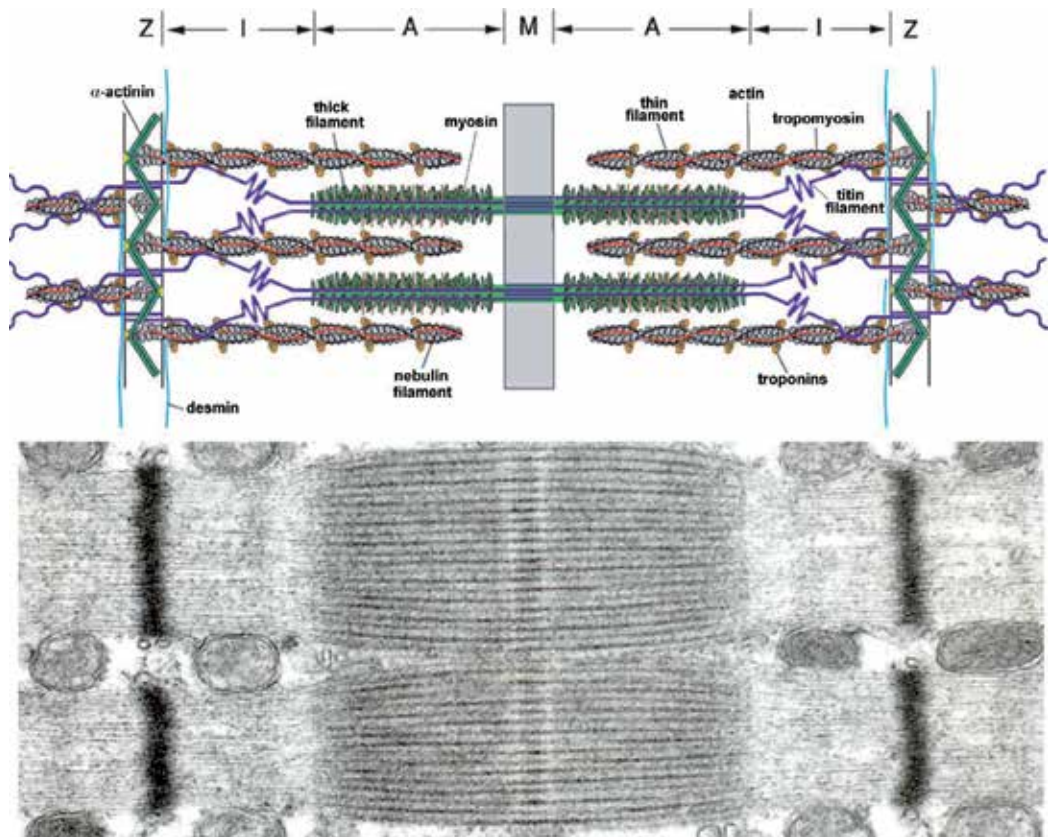 Z I A M A I Z
α-actinin
thick
filament
myosin
thin
filament
actin
tropomyosin
titin
filament
nebulin
filament
troponins
desmin